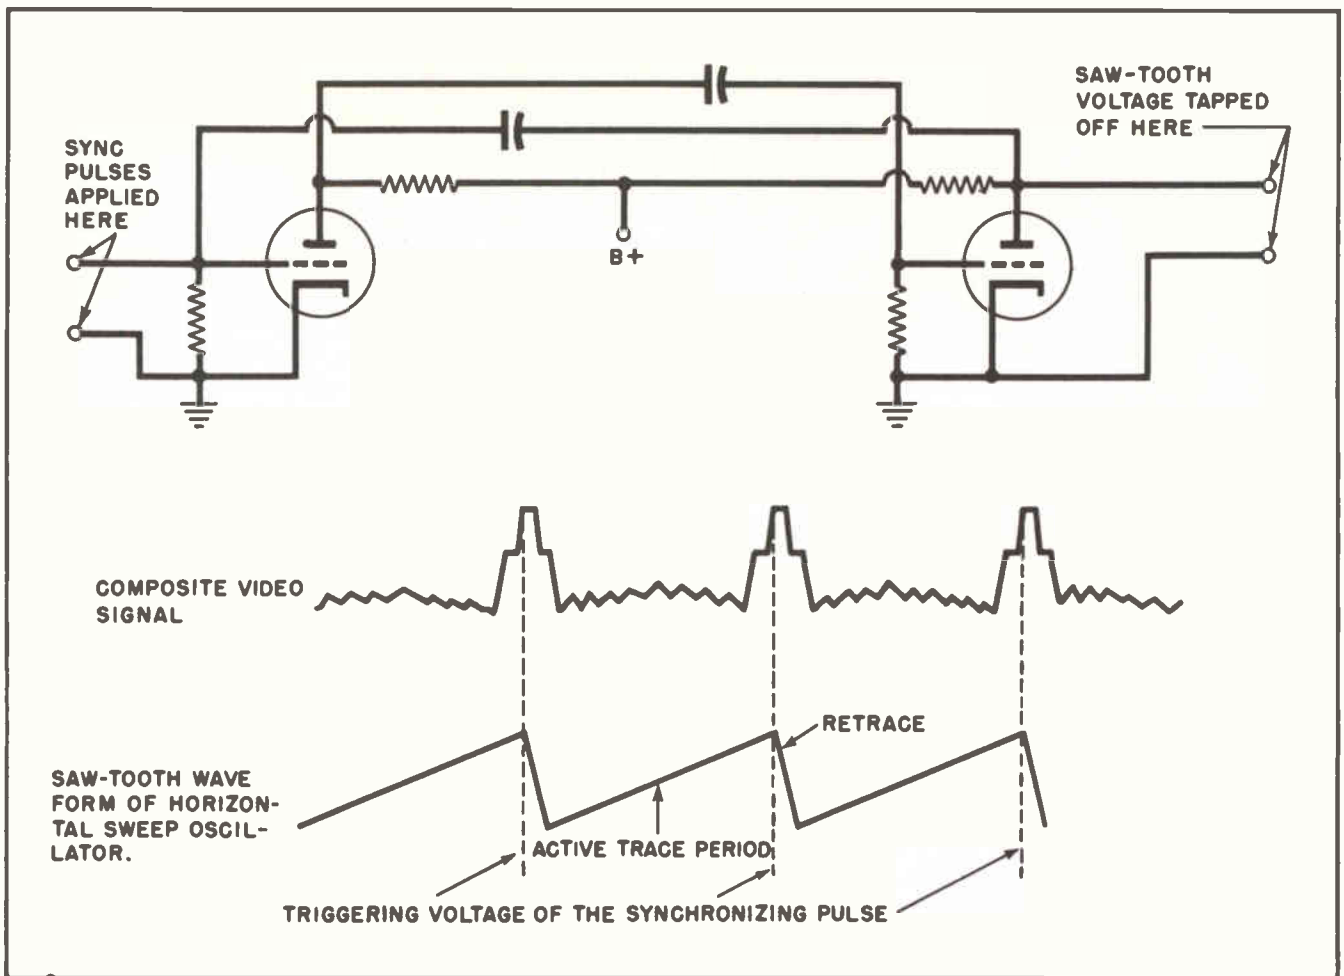 SYNC
PULSES
APPLIED
HERE
SAW-TOOTH
VOLTAGE TAPPED
OFF HERE
B+
COMPOSITE VIDEO
SIGNAL
RETRACE
SAW-TOOTH WAVE
FORM OF HORIZON-
TAL SWEEP OSCIL-
LATOR.
ACTIVE TRACE PERIOD
TRIGGERING VOLTAGE OF THE SYNCHRONIZING PULSE